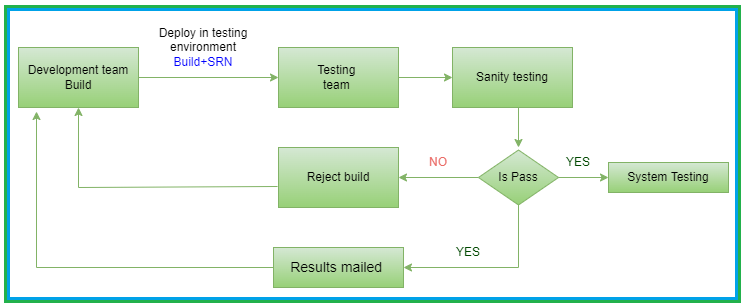 Deploy in testing
environment
Build+SRN
Development team
Build
Testing
team
Sanity testing
NO
Is Pass
YES
System Testing
Reject build
YES
Results mailed